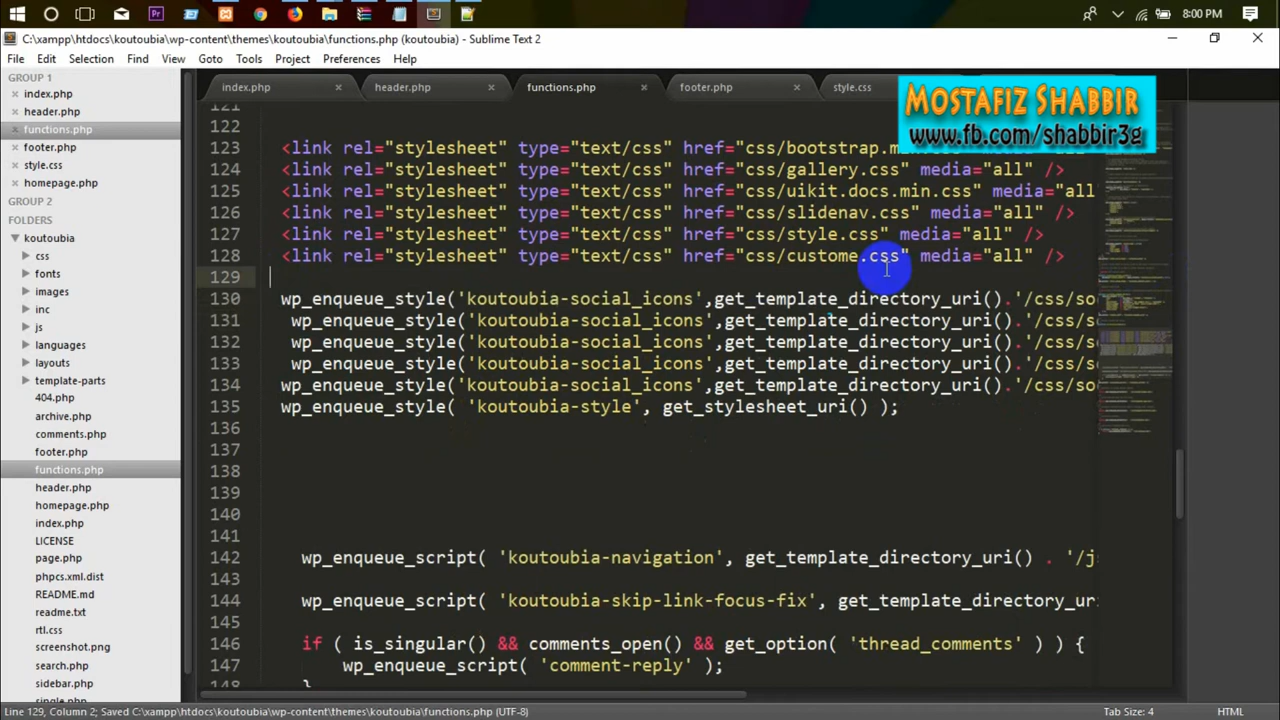 8:00 PM
C:\xampp\htdocs\koutoubia\wp-content\themes\koutoubia\functions.php (koutoubia) - Sublime Text 2
File Edit Selection Find View Goto Tools Project Preferences Help
GROUP 1
index.php
header.php
functions.php
footer.php
style.css
homepage.php
GROUP 2
FOLDERS
koutoubia
css
fonts
images
inc
js
languages
layouts
template-parts
404.php
archive.php
comments.php
footer.php
functions.php
header.php
homepage.php
index.php
LICENSE
page.php
phpcs.xml.dist
README.md
readme.txt
rtl.css
screenshot.png
search.php
sidebar.php
single.php
index.php header.php functions.php footer.php style.css
MOSTAFIZ SHABBIR
www.fb.com/shabbir3g
121
122
123 <link rel="stylesheet" type="text/css" href="css/bootstrap.m
124 <link rel="stylesheet" type="text/css" href="css/gallery.css" media="all" />
125 <link rel="stylesheet" type="text/css" href="css/uikit.docs.min.css" media="all
126 <link rel="stylesheet" type="text/css" href="css/slidenav.css" media="all" />
127 <link rel="stylesheet" type="text/css" href="css/style.css" media="all" />
128 <link rel="stylesheet" type="text/css" href="css/custome.css" media="all" />
129
130 wp_enqueue_style('koutoubia-social_icons',get_template_directory_uri().'/css/so
131 wp_enqueue_style('koutoubia-social_icons',get_template_directory_uri().'/css/s
132 wp_enqueue_style('koutoubia-social_icons',get_template_directory_uri().'/css/s
133 wp_enqueue_style('koutoubia-social_icons',get_template_directory_uri().'/css/s
134 wp_enqueue_style('koutoubia-social_icons',get_template_directory_uri().'/css/so
135 wp_enqueue_style( 'koutoubia-style', get_stylesheet_uri() );
136
137
138
139
140
141
142 wp_enqueue_script( 'koutoubia-navigation', get_template_directory_uri() . '/j
143
144 wp_enqueue_script( 'koutoubia-skip-link-focus-fix', get_template_directory_ur
145
146 if ( is_singular() && comments_open() && get_option( 'thread_comments' ) ) {
147 wp_enqueue_script( 'comment-reply' );
148 }
Line 129, Column 2; Saved C:\xampp\htdocs\koutoubia\wp-content\themes\koutoubia\functions.php (UTF-8) Tab Size: 4 HTML